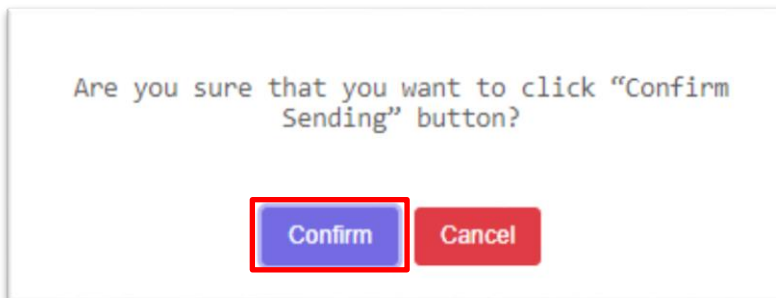 Are you sure that you want to click “Confirm
Sending” button?
Confirm Cancel